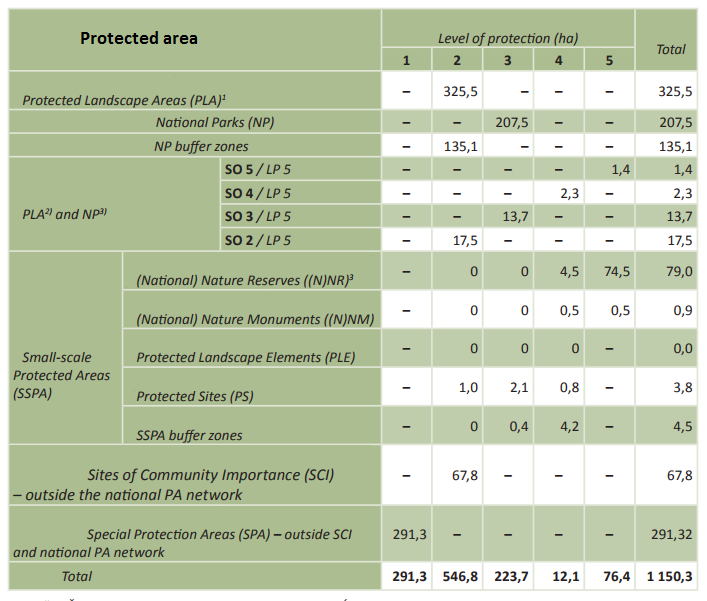 Protected area Level of protection (ha) Total
1 2 3 4 5
Protected Landscape Areas (PLA)¹ – 325,5 – – – 325,5
National Parks (NP) – – 207,5 – – 207,5
NP buffer zones – 135,1 – – – 135,1
PLA²⁾ and NP³⁾
SO 5 / LP 5 – – – – 1,4 1,4
SO 4 / LP 5 – – – 2,3 – 2,3
SO 3 / LP 5 – – 13,7 – – 13,7
SO 2 / LP 5 – 17,5 – – – 17,5
Small-scale
Protected Areas
(SSPA)
(National) Nature Reserves ((N)NR)³ – 0 0 4,5 74,5 79,0
(National) Nature Monuments ((N)NM) – 0 0 0,5 0,5 0,9
Protected Landscape Elements (PLE) – 0 0 0 – 0,0
Protected Sites (PS) – 1,0 2,1 0,8 – 3,8
SSPA buffer zones – 0 0,4 4,2 – 4,5
Sites of Community Importance (SCI)
– outside the national PA network – 67,8 – – – 67,8
Special Protection Areas (SPA) – outside SCI
and national PA network 291,3 – – – – 291,32
Total 291,3 546,8 223,7 12,1 76,4 1 150,3